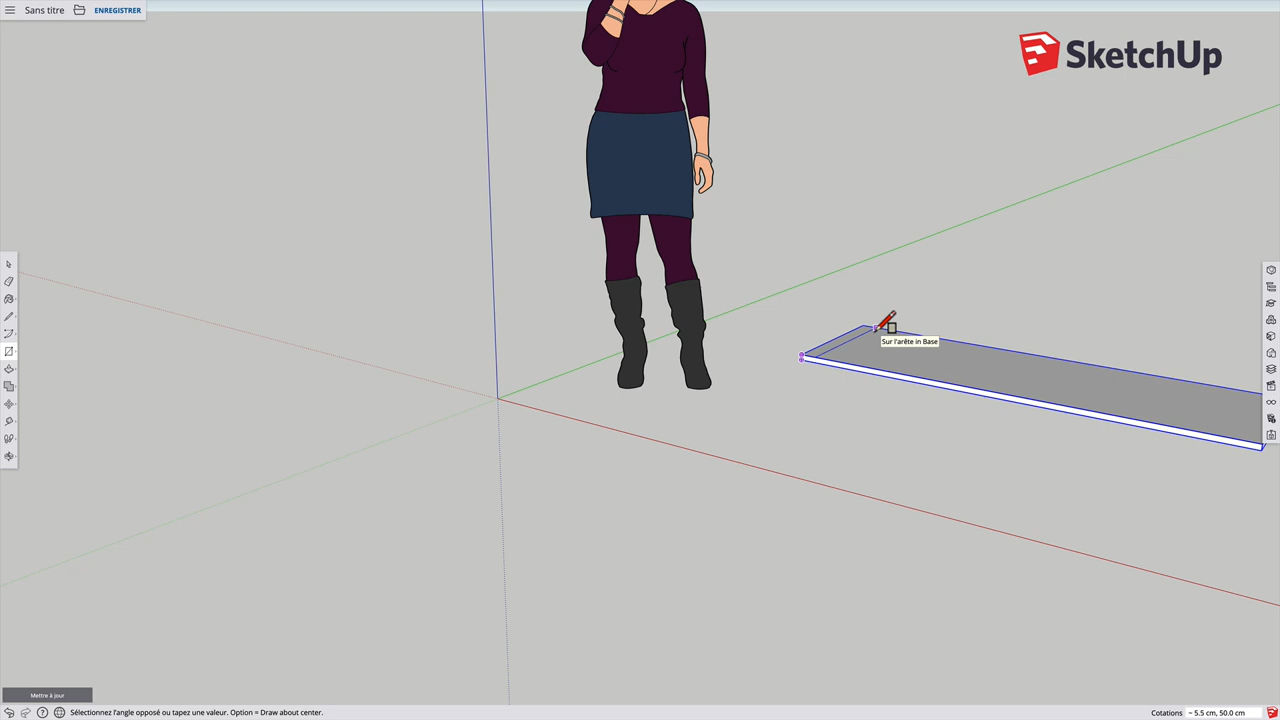 Sans titre
ENREGISTRER
SketchUp
Sur l'arête in Base
Mettre à jour
Sélectionnez l'angle opposé ou tapez une valeur. Option = Draw about center.
Cotations
~ 5.5 cm, 50.0 cm